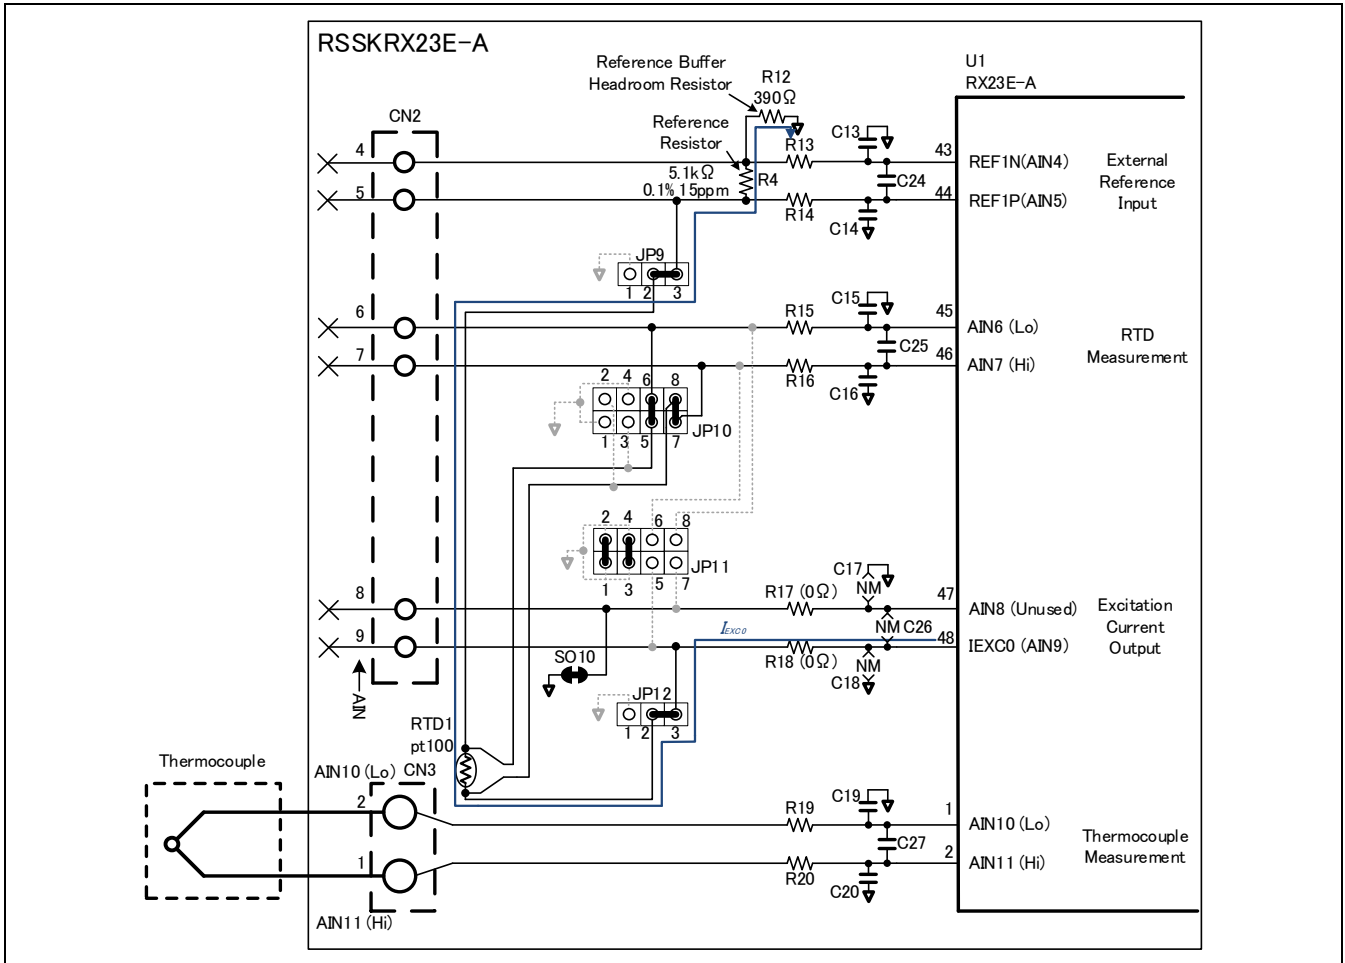 RSSKRX23E-A
Reference Buffer
Headroom Resistor
R12
390Ω
U1
RX23E-A
CN2
Reference
Resistor
C13
R13
4
43
REF1N(AIN4)
External
Reference
Input
5.1kΩ
0.1% 15ppm
R4
C24
5
44
REF1P(AIN5)
R14
C14
JP9
1 2 3
C15
6
R15
45
AIN6 (Lo)
RTD
Measurement
C25
7
46
AIN7 (Hi)
R16
C16
2 4 6 8
JP10
1 3 5 7
2 4 6 8
JP11
1 3 5 7
C17
NM
8
R17 (0Ω)
47
AIN8 (Unused)
Excitation
Current
Output
IEXC0
NM C26
9
48
IEXC0 (AIN9)
SO10
R18 (0Ω)
NM
C18
AIN
JP12
1 2 3
RTD1
pt100
Thermocouple
AIN10 (Lo)
CN3
2
R19
C19
1
AIN10 (Lo)
Thermocouple
Measurement
C27
1
2
AIN11 (Hi)
R20
C20
AIN11 (Hi)